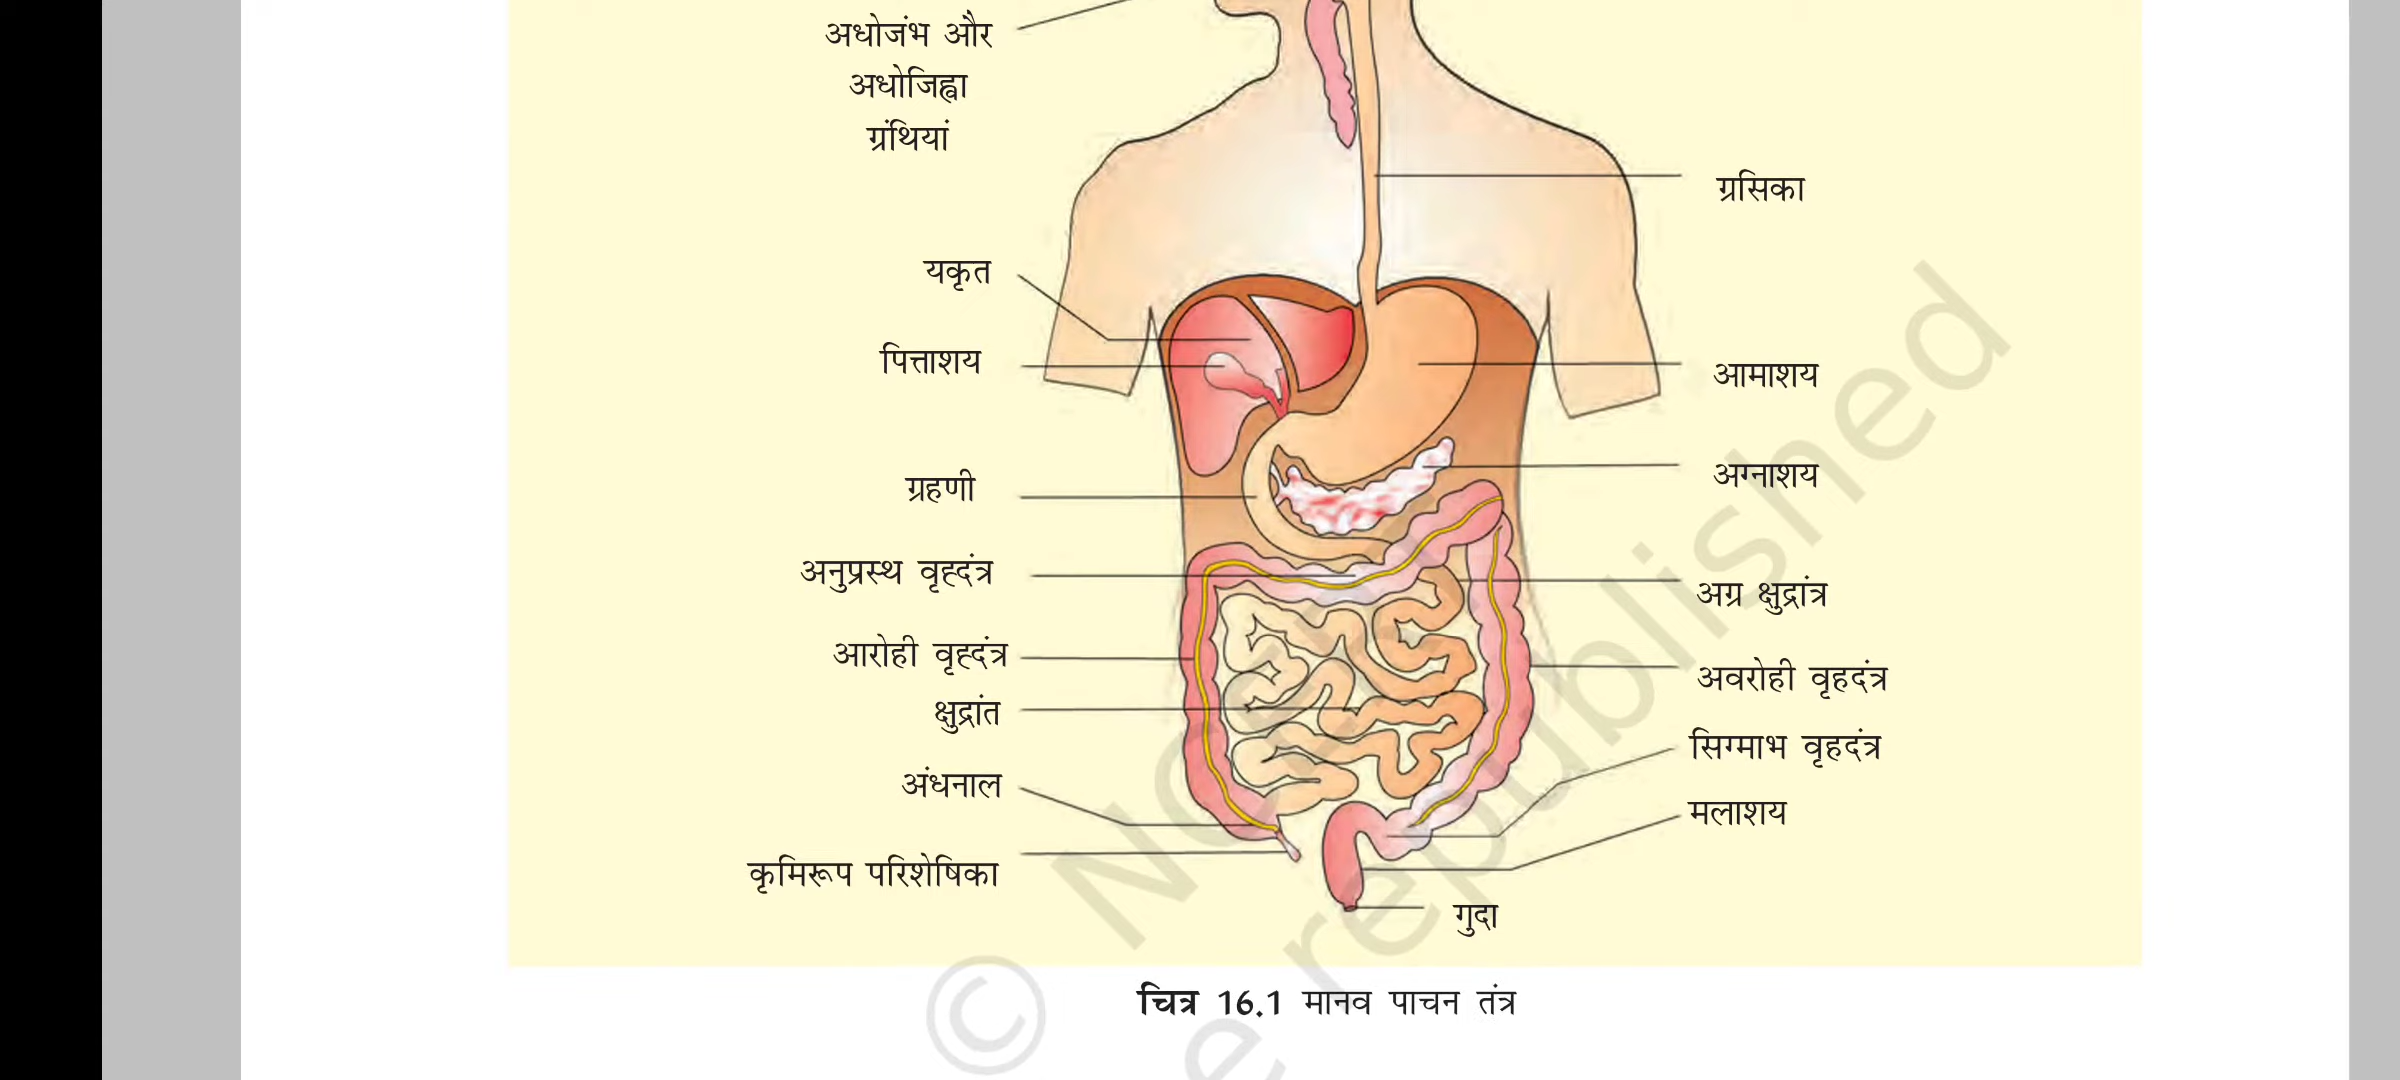 अधोजंभ और
अधोजिह्वा
ग्रंथियां
ग्रसिका
यकृत
पित्ताशय
आमाशय
अग्नाशय
ग्रहणी
अनुप्रस्थ वृह्दंत्र
अग्र क्षुद्रांत्र
आरोही वृह्दंत्र
अवरोही वृहदंत्र
क्षुद्रांत
सिग्माभ वृहदंत्र
अंधनाल
मलाशय
कृमिरूप परिशेषिका
गुदा
चित्र 16.1 मानव पाचन तंत्र
©
republished